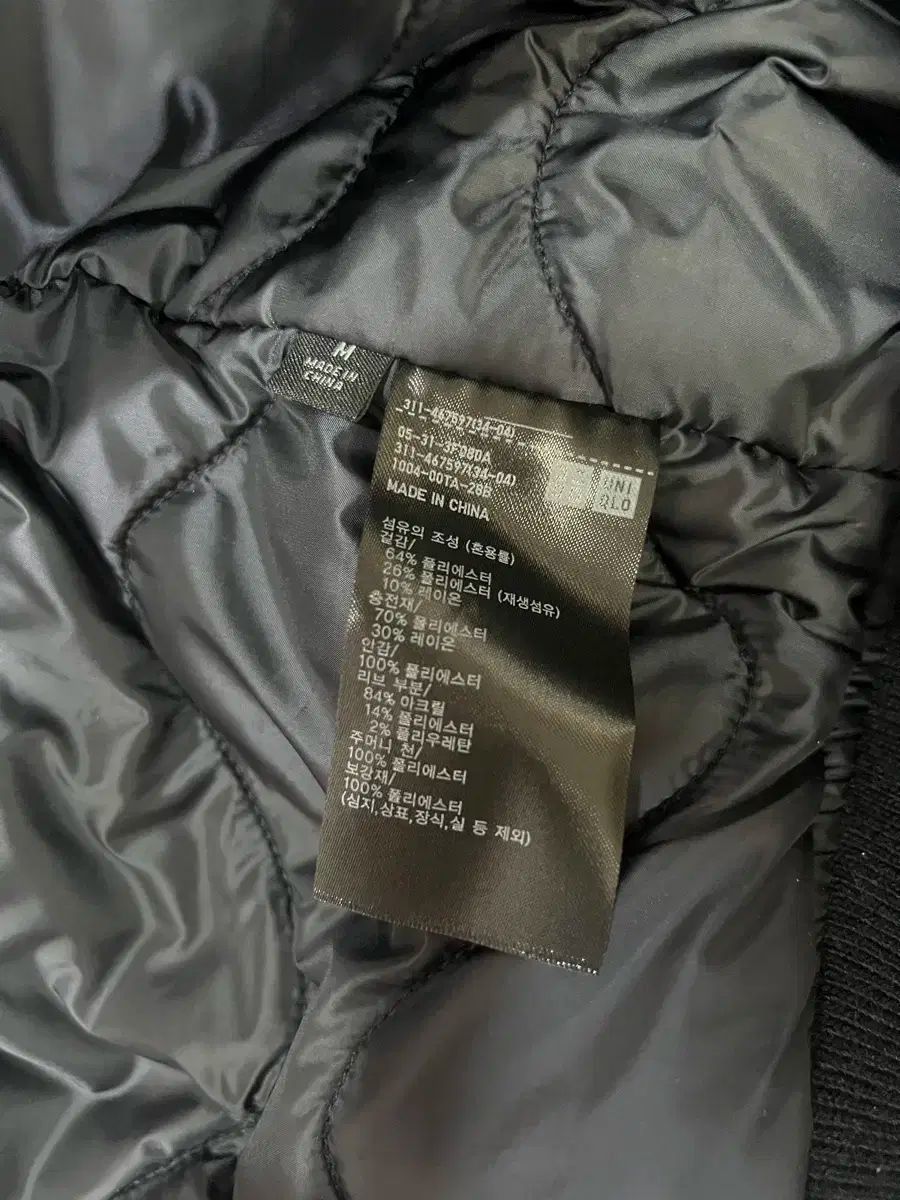 M
MADE IN
CHINA
311-467597(34-04)
05-31-3F080A
311-467597(34-04)
100A-00TA-28B
MADE IN CHINA
UNI
QLO
섬유의 조성 (혼용률)
겉감/
64% 폴리에스터
26% 폴리에스터 (재생섬유)
10% 레이온
충전재/
70% 폴리에스터
30% 레이온
안감/
100% 폴리에스터
리브 부분/
84% 아크릴
14% 폴리에스터
2% 폴리우레탄
주머니 천/
100% 폴리에스터
보강재/
100% 폴리에스터
(심지,상표,장식,실 등 제외)